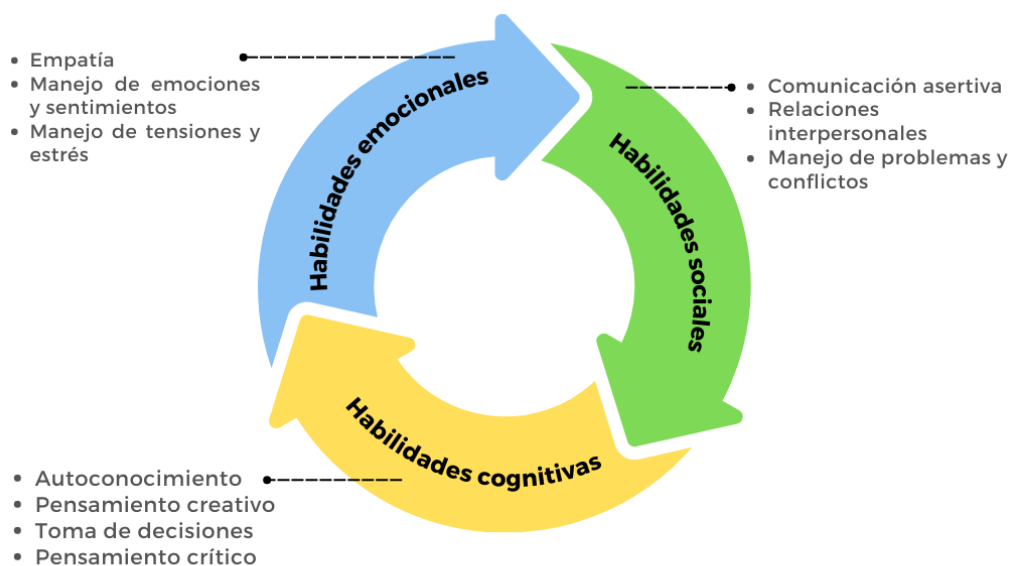 • Empatía
• Manejo de emociones
y sentimientos
• Manejo de tensiones y
estrés
Habilidades emocionales
Habilidades sociales
• Comunicación asertiva
• Relaciones
interpersonales
• Manejo de problemas y
conflictos
Habilidades cognitivas
• Autoconocimiento
• Pensamiento creativo
• Toma de decisiones
• Pensamiento crítico